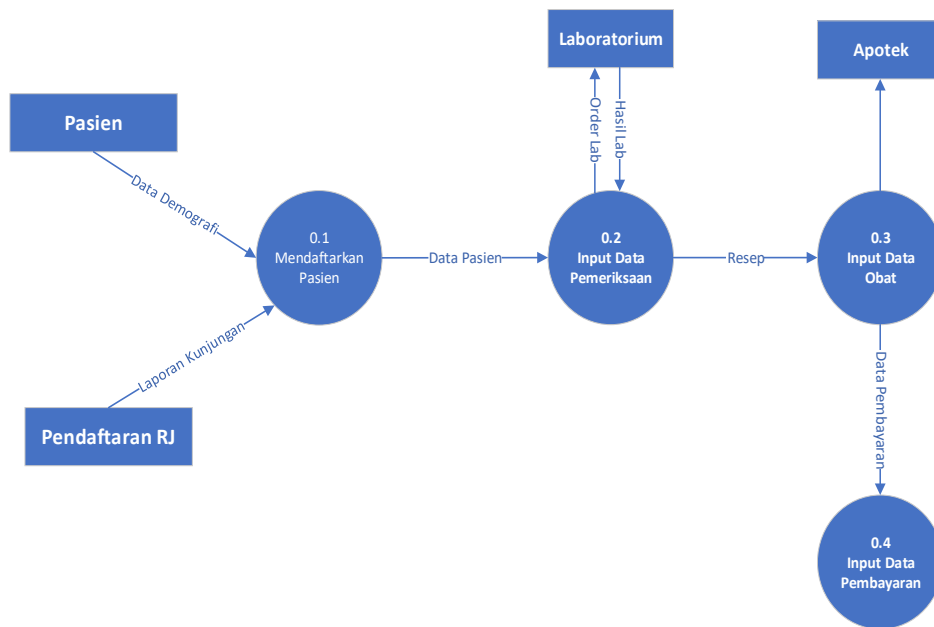 Laboratorium
Apotek
Order Lab
Hasil Lab
Pasien
Data Demografi
0.1
Mendaftarkan
Pasien
Data Pasien
0.2
Input Data
Pemeriksaan
Resep
0.3
Input Data
Obat
Laporan Kunjungan
Pendaftaran RJ
Data Pembayaran
0.4
Input Data
Pembayaran